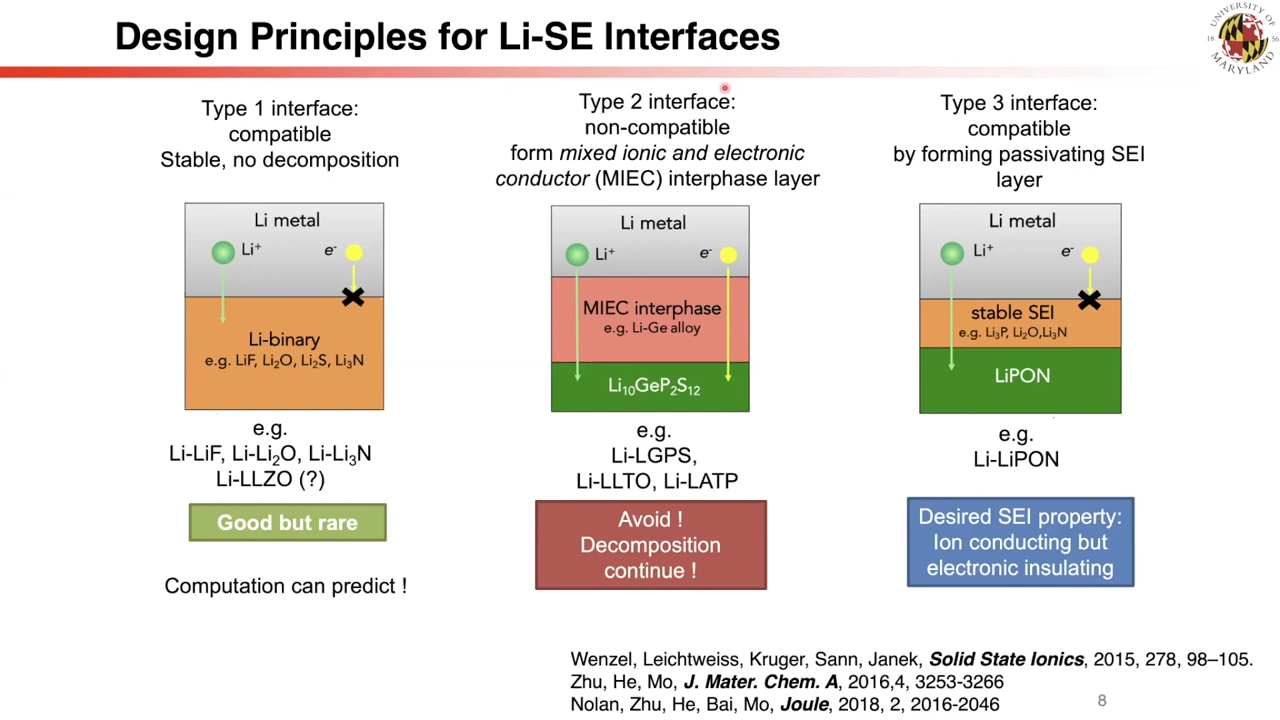 Design Principles for Li-SE Interfaces
UNIVERSITY OF
18 56
MARYLAND
Type 1 interface:
compatible
Stable, no decomposition
Li metal
Li⁺
e⁻
Li-binary
e.g. LiF, Li₂O, Li₂S, Li₃N
e.g.
Li-LiF, Li-Li₂O, Li-Li₃N
Li-LLZO (?)
Good but rare
Computation can predict !
Type 2 interface:
non-compatible
form mixed ionic and electronic
conductor (MIEC) interphase layer
Li metal
Li⁺
e⁻
MIEC interphase
e.g. Li-Ge alloy
Li₁₀GeP₂S₁₂
e.g.
Li-LGPS,
Li-LLTO, Li-LATP
Avoid !
Decomposition
continue !
Type 3 interface:
compatible
by forming passivating SEI
layer
Li metal
Li⁺
e⁻
stable SEI
e.g. Li₃P, Li₂O,Li₃N
LiPON
e.g.
Li-LiPON
Desired SEI property:
Ion conducting but
electronic insulating
Wenzel, Leichtweiss, Kruger, Sann, Janek, Solid State Ionics, 2015, 278, 98–105.
Zhu, He, Mo, J. Mater. Chem. A, 2016,4, 3253-3266
Nolan, Zhu, He, Bai, Mo, Joule, 2018, 2, 2016-2046
8